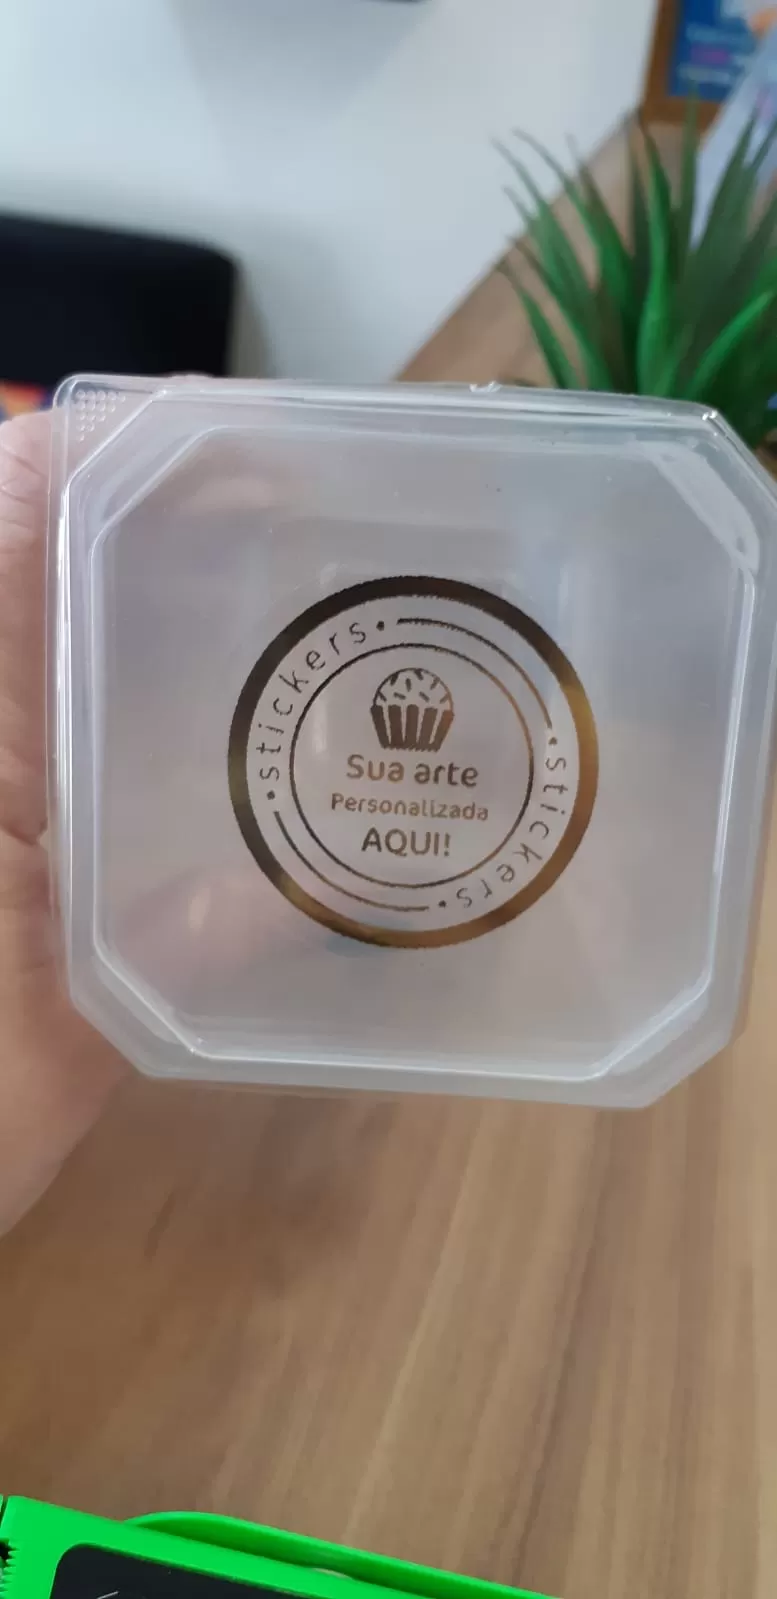 stickers
stickers
Sua arte
Personalizada
AQUI!